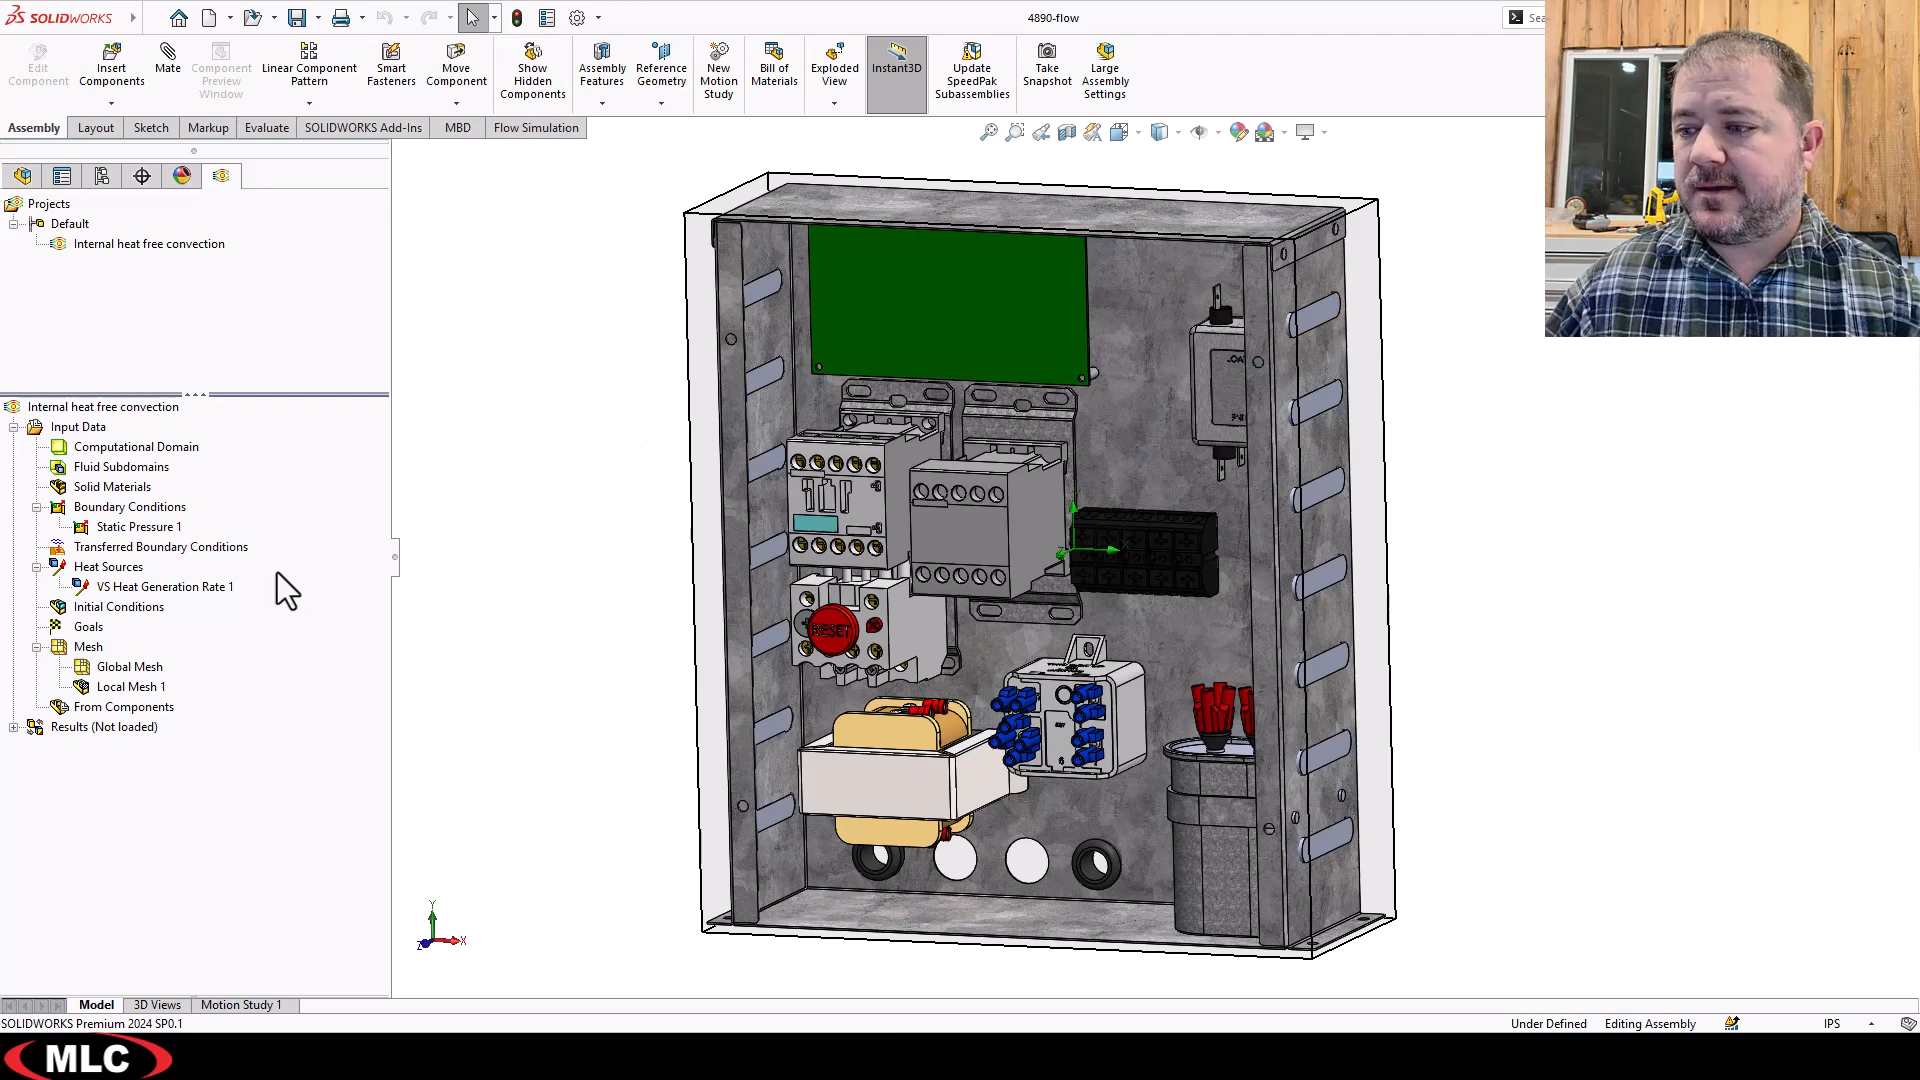 SOLIDWORKS
4890-flow
Sea
Edit Component
Insert Components
Mate
Component Preview Window
Linear Component Pattern
Smart Fasteners
Move Component
Show Hidden Components
Assembly Features
Reference Geometry
New Motion Study
Bill of Materials
Exploded View
Instant3D
Update SpeedPak Subassemblies
Take Snapshot
Large Assembly Settings
Assembly
Layout
Sketch
Markup
Evaluate
SOLIDWORKS Add-Ins
MBD
Flow Simulation
Projects
Default
Internal heat free convection
Internal heat free convection
Input Data
Computational Domain
Fluid Subdomains
Solid Materials
Boundary Conditions
Static Pressure 1
Transferred Boundary Conditions
Heat Sources
VS Heat Generation Rate 1
Initial Conditions
Goals
Mesh
Global Mesh
Local Mesh 1
From Components
Results (Not loaded)
RESET
Y
X
Z
Model
3D Views
Motion Study 1
SOLIDWORKS Premium 2024 SP0.1
Under Defined
Editing Assembly
IPS
MLC